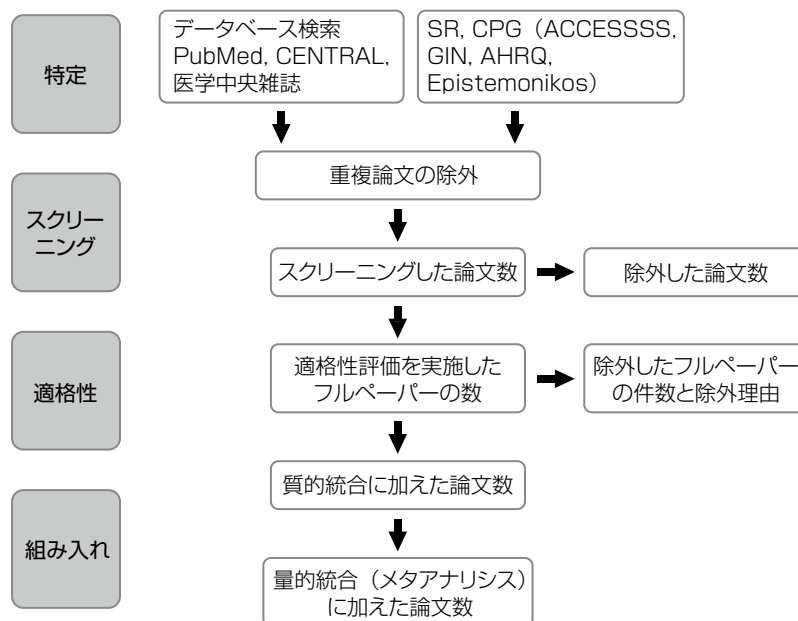 特定
データベース検索
PubMed, CENTRAL,
医学中央雑誌
SR, CPG（ACCESSSS,
GIN, AHRQ,
Epistemonikos）
重複論文の除外
スクリー
ニング
スクリーニングした論文数
除外した論文数
適格性
適格性評価を実施した
フルペーパーの数
除外したフルペーパー
の件数と除外理由
質的統合に加えた論文数
組み入れ
量的統合（メタアナリシス）
に加えた論文数